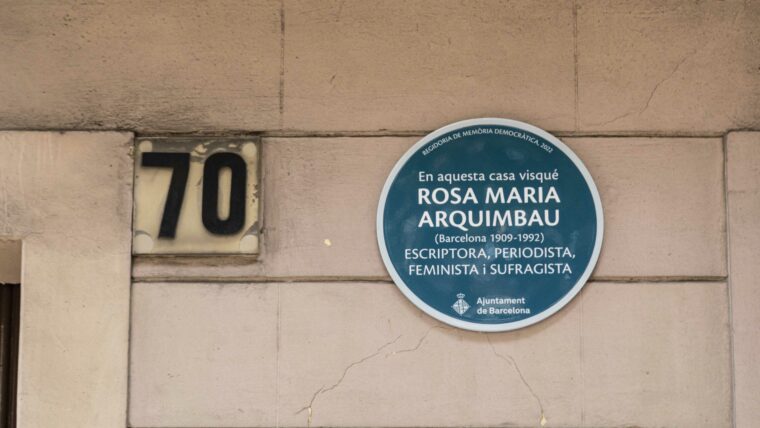 70
REGIDORIA DE MEMÒRIA DEMOCRÀTICA, 2022
En aquesta casa visqué
ROSA MARIA
ARQUIMBAU
(Barcelona 1909-1992)
ESCRIPTORA, PERIODISTA,
FEMINISTA i SUFRAGISTA
Ajuntament
de Barcelona